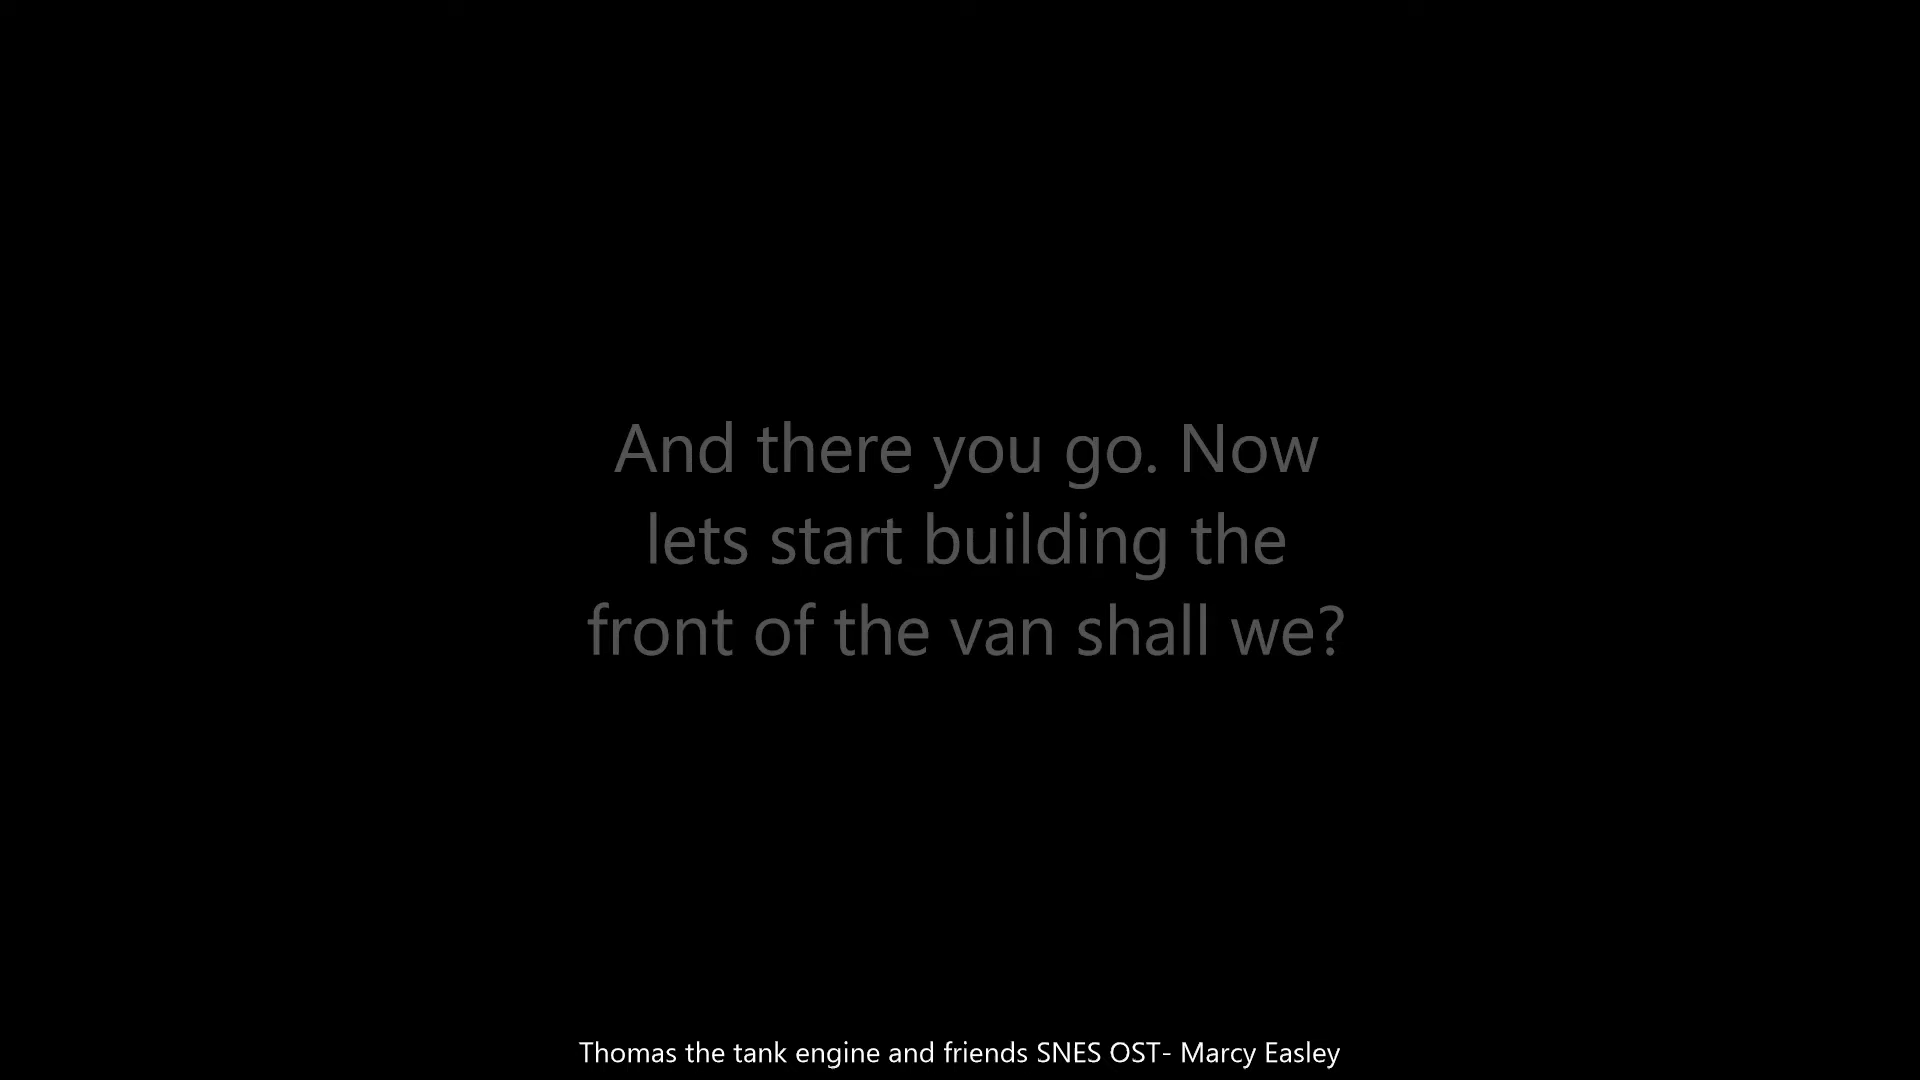 And there you go. Now
lets start building the
front of the van shall we?
Thomas the tank engine and friends SNES OST- Marcy Easley